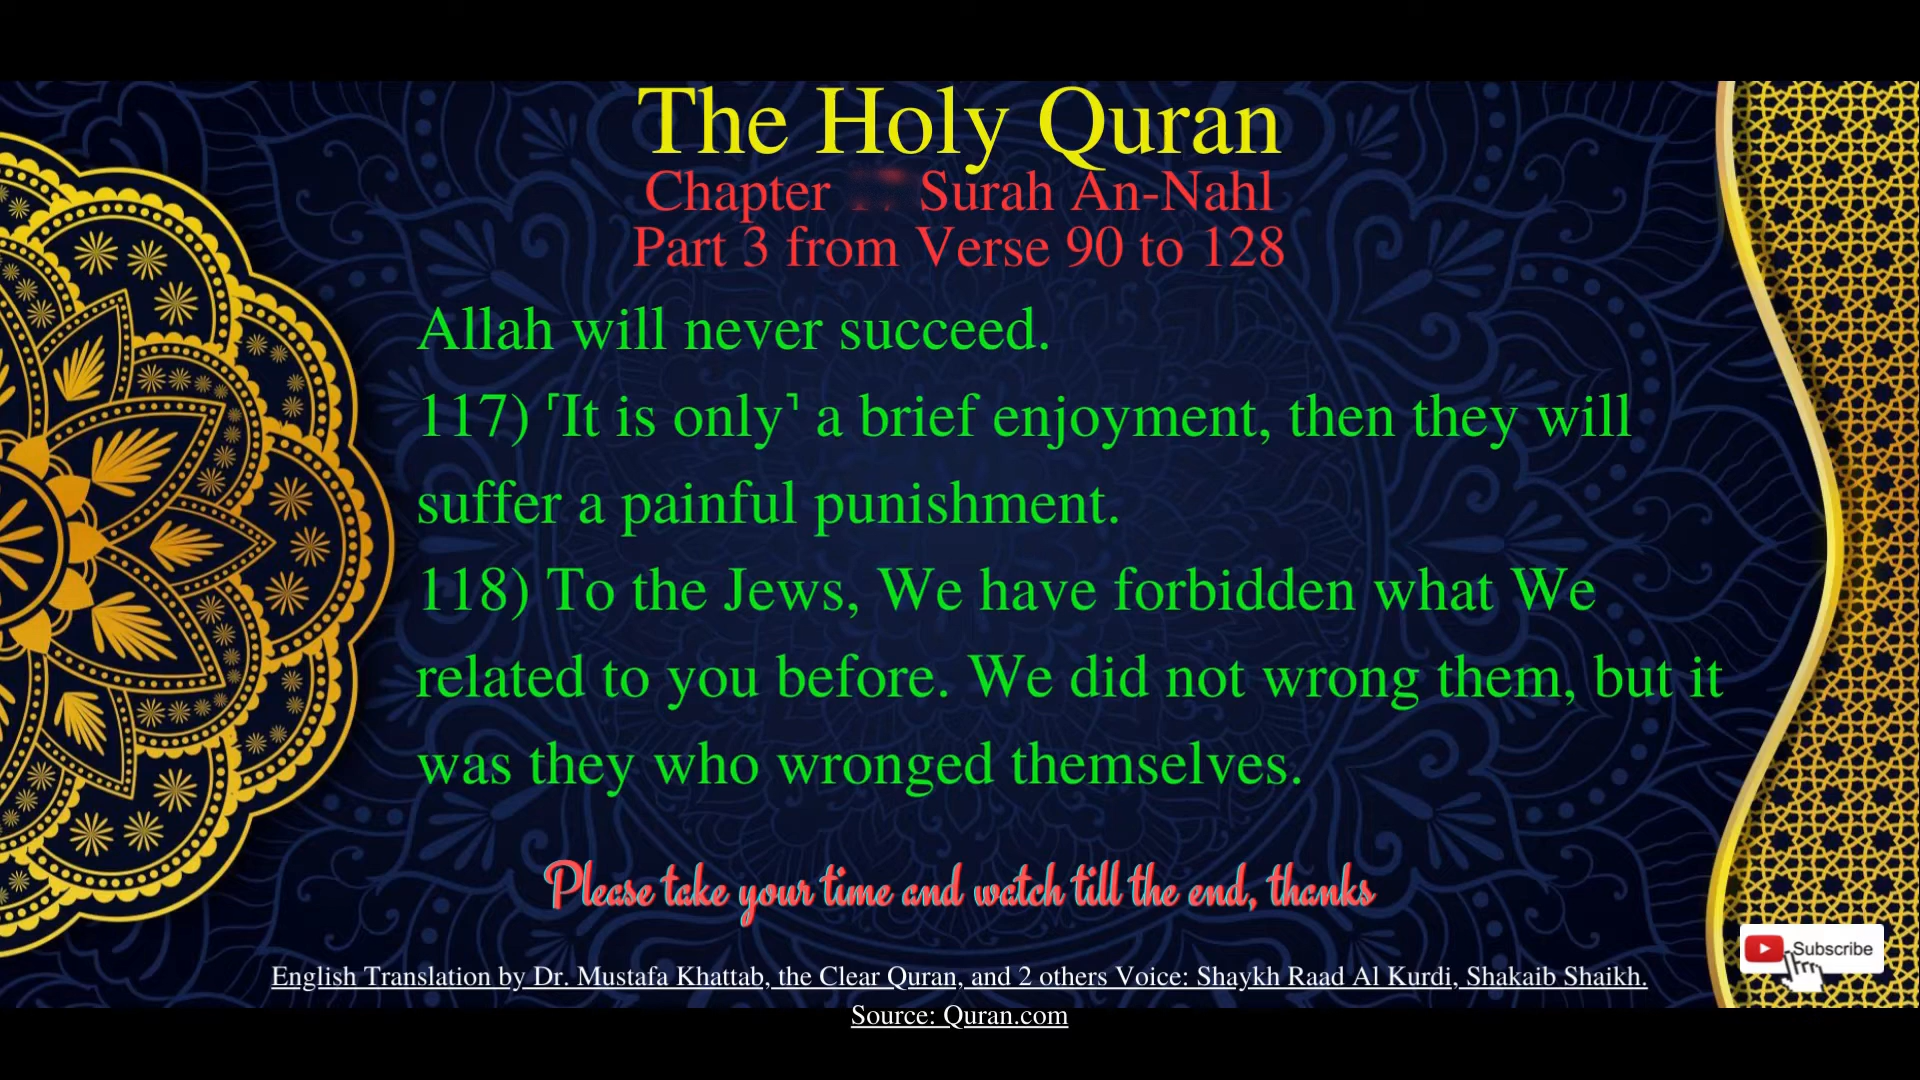 The Holy Quran
Chapter Surah An-Nahl
Part 3 from Verse 90 to 128
Allah will never succeed.
117) ˹It is only˺ a brief enjoyment, then they will
suffer a painful punishment.
118) To the Jews, We have forbidden what We
related to you before. We did not wrong them, but it
was they who wronged themselves.
Please take your time and watch till the end, thanks
Subscribe
English Translation by Dr. Mustafa Khattab, the Clear Quran, and 2 others Voice: Shaykh Raad Al Kurdi, Shakaib Shaikh.
Source: Quran.com